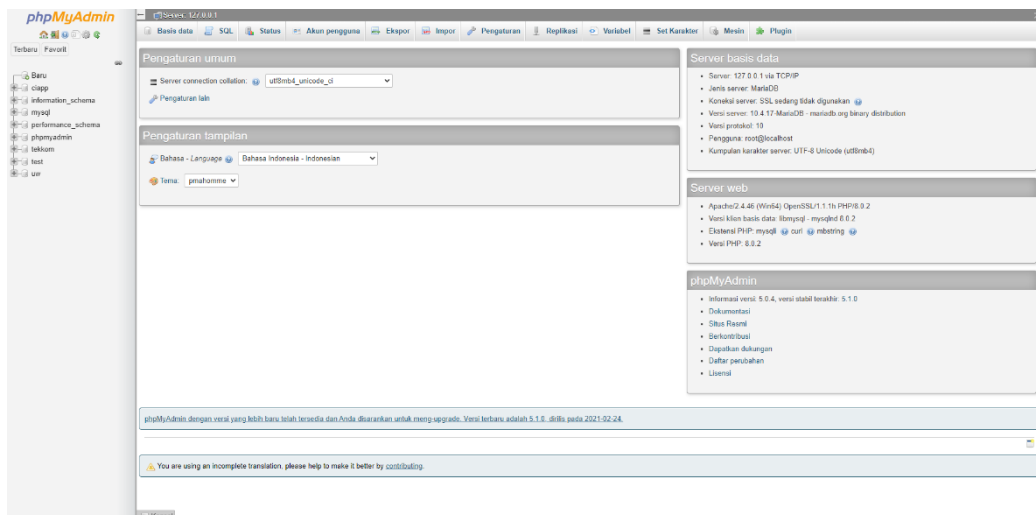 phpMyAdmin
Terbaru Favorit
Baru
ciapp
information_schema
mysql
performance_schema
phpmyadmin
tekkom
test
uwr
Server: 127.0.0.1
Basis data SQL Status Akun pengguna Ekspor Impor Pengaturan Replikasi Variabel Set Karakter Mesin Plugin
Pengaturan umum
Server connection collation: utf8mb4_unicode_ci
Pengaturan lain
Pengaturan tampilan
Bahasa - Language Bahasa Indonesia - Indonesian
Tema: pmahomme
Server basis data
Server: 127.0.0.1 via TCP/IP
Jenis server: MariaDB
Koneksi server: SSL sedang tidak digunakan
Versi server: 10.4.17-MariaDB - mariadb.org binary distribution
Versi protokol: 10
Pengguna: root@localhost
Kumpulan karakter server: UTF-8 Unicode (utf8mb4)
Server web
Apache/2.4.46 (Win64) OpenSSL/1.1.1h PHP/8.0.2
Versi klien basis data: libmysql - mysqlnd 8.0.2
Ekstensi PHP: mysqli curl mbstring
Versi PHP: 8.0.2
phpMyAdmin
Informasi versi: 5.0.4, versi stabil terakhir: 5.1.0
Dokumentasi
Situs Resmi
Berkontribusi
Dapatkan dukungan
Daftar perubahan
Lisensi
phpMyAdmin dengan versi yang lebih baru telah tersedia dan Anda disarankan untuk meng-upgrade. Versi terbaru adalah 5.1.0, dirilis pada 2021-02-24.
You are using an incomplete translation, please help to make it better by contributing.